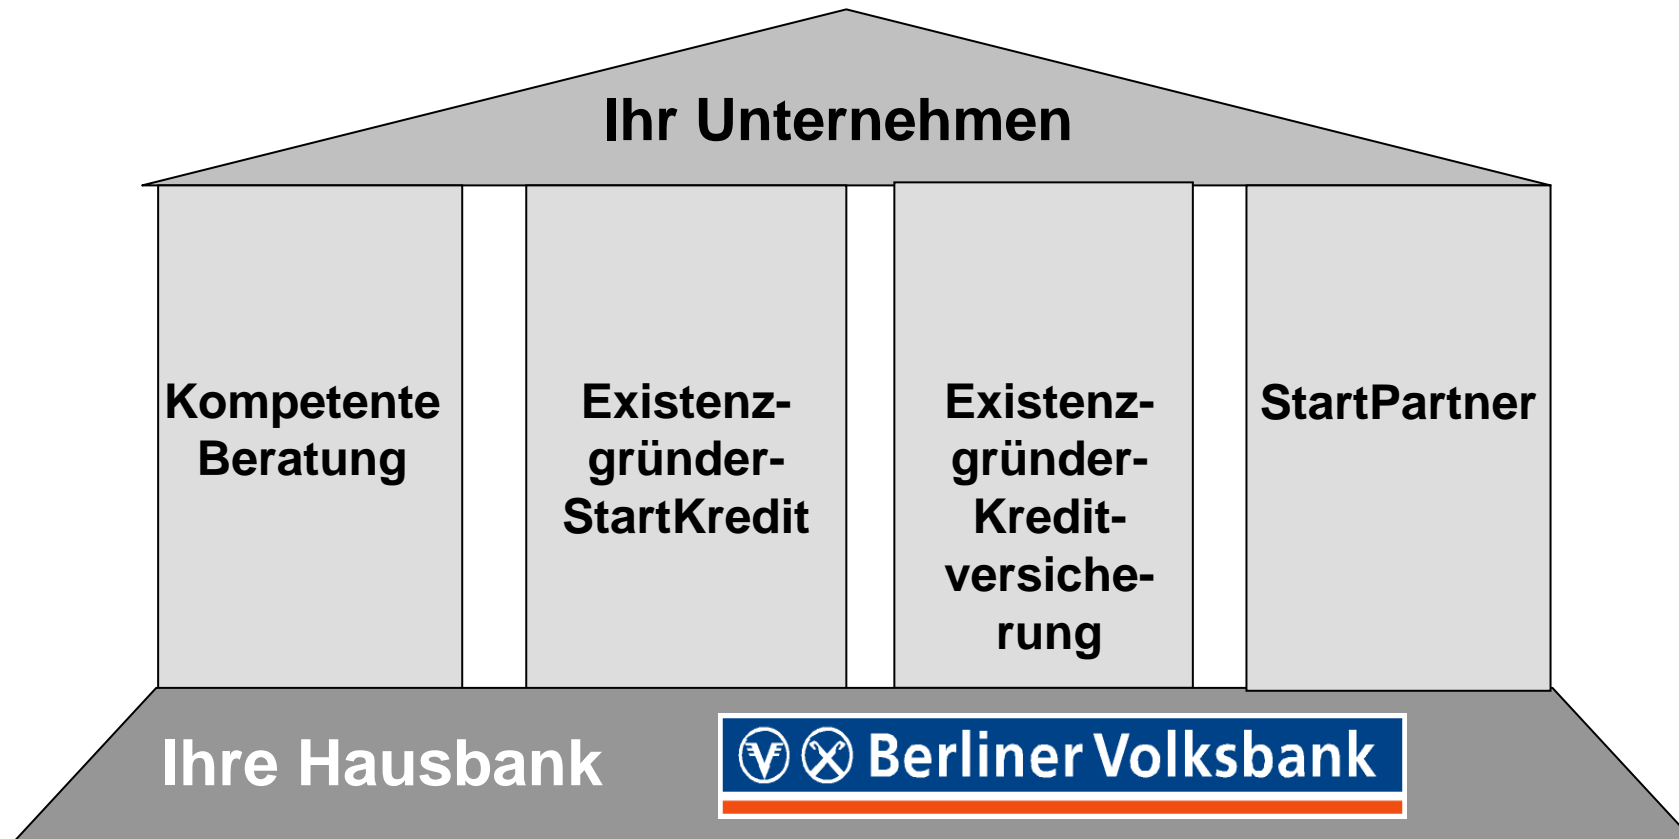 Ihr Unternehmen
Kompetente
Beratung
Existenz-
gründer-
StartKredit
Existenz-
gründer-
Kredit-
versiche-
rung
StartPartner
Ihre Hausbank
Berliner Volksbank